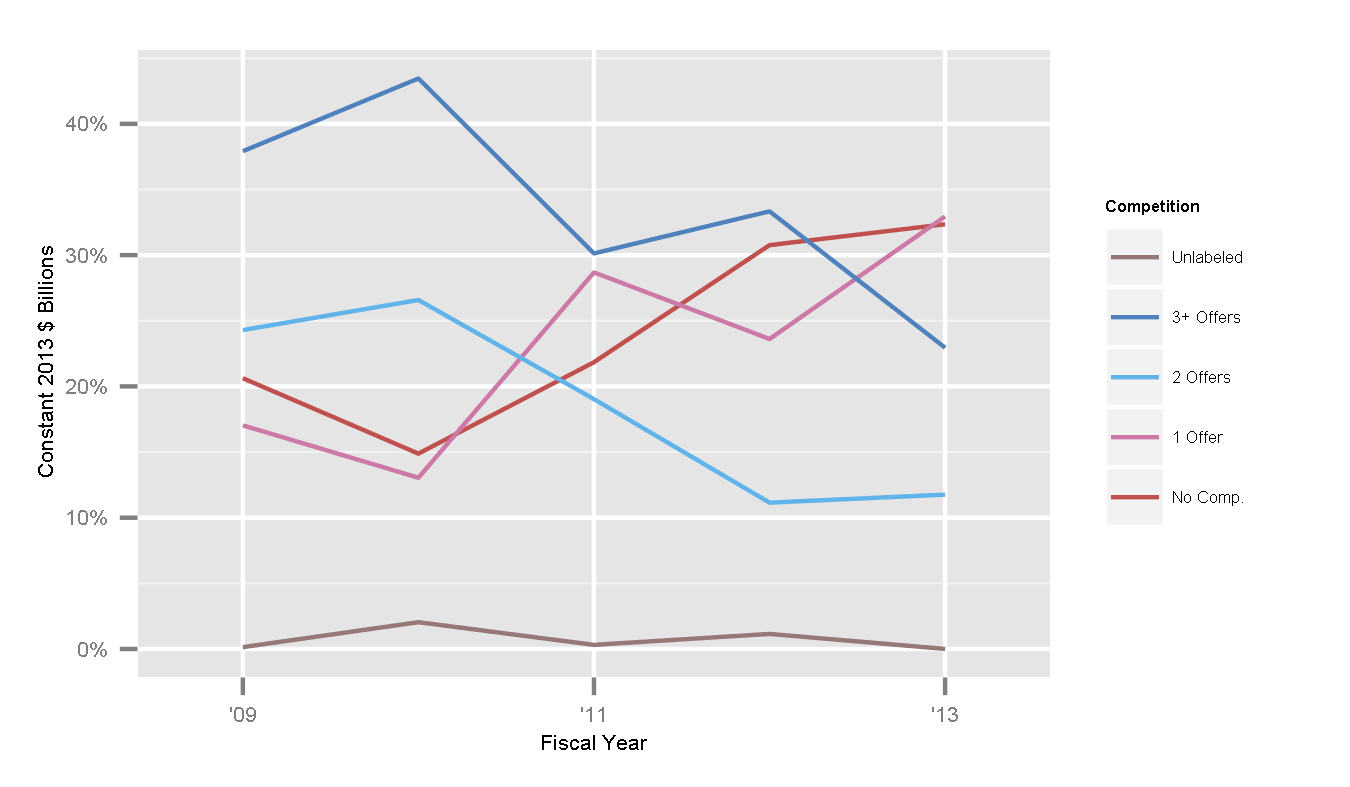 40%
30%
20%
10%
0%
Constant 2013 $ Billions
'09
'11
'13
Fiscal Year
Competition
Unlabeled
3+ Offers
2 Offers
1 Offer
No Comp.